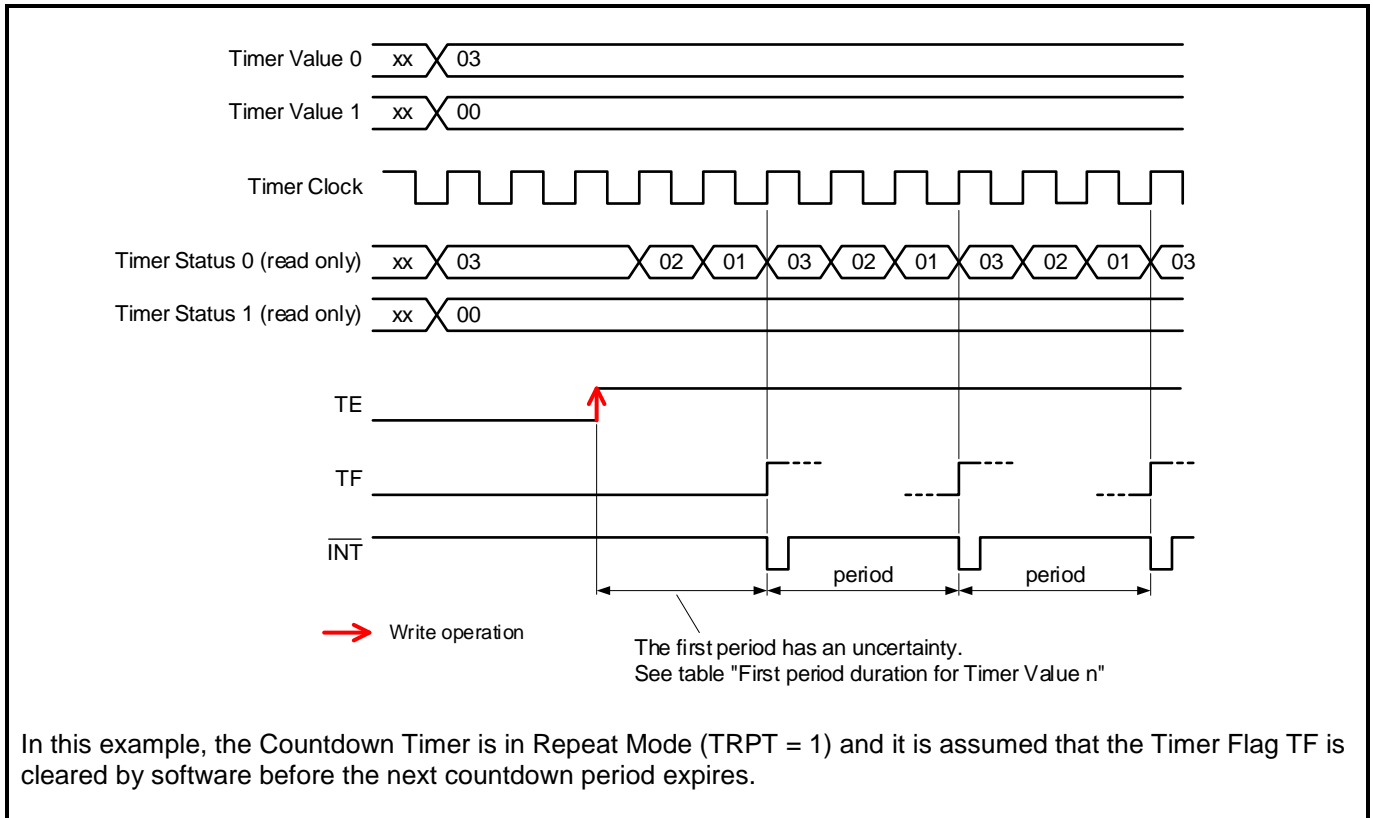 Timer Value 0 xx 03
Timer Value 1 xx 00
Timer Clock
Timer Status 0 (read only) xx 03 02 01 03 02 01 03 02 01 03
Timer Status 1 (read only) xx 00
TE
TF
INT
period period
Write operation
The first period has an uncertainty.
See table "First period duration for Timer Value n"
In this example, the Countdown Timer is in Repeat Mode (TRPT = 1) and it is assumed that the Timer Flag TF is
cleared by software before the next countdown period expires.